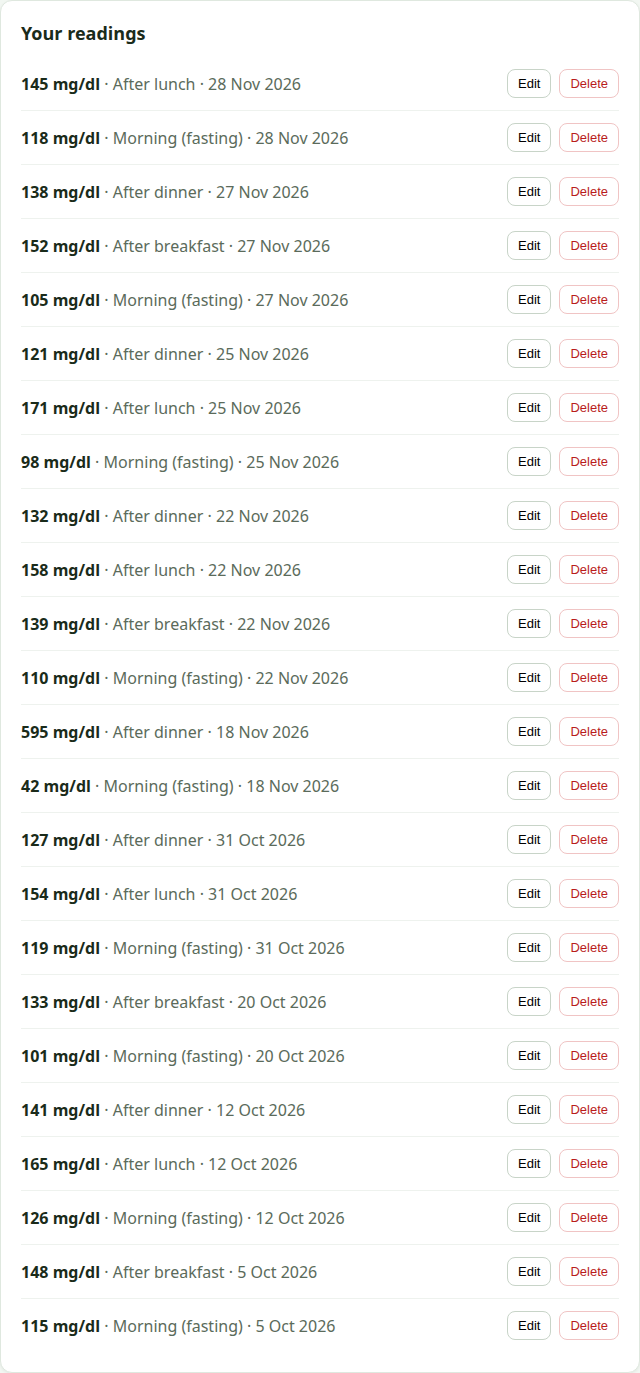 Your readings
145 mg/dl · After lunch · 28 Nov 2026 Edit Delete
118 mg/dl · Morning (fasting) · 28 Nov 2026 Edit Delete
138 mg/dl · After dinner · 27 Nov 2026 Edit Delete
152 mg/dl · After breakfast · 27 Nov 2026 Edit Delete
105 mg/dl · Morning (fasting) · 27 Nov 2026 Edit Delete
121 mg/dl · After dinner · 25 Nov 2026 Edit Delete
171 mg/dl · After lunch · 25 Nov 2026 Edit Delete
98 mg/dl · Morning (fasting) · 25 Nov 2026 Edit Delete
132 mg/dl · After dinner · 22 Nov 2026 Edit Delete
158 mg/dl · After lunch · 22 Nov 2026 Edit Delete
139 mg/dl · After breakfast · 22 Nov 2026 Edit Delete
110 mg/dl · Morning (fasting) · 22 Nov 2026 Edit Delete
595 mg/dl · After dinner · 18 Nov 2026 Edit Delete
42 mg/dl · Morning (fasting) · 18 Nov 2026 Edit Delete
127 mg/dl · After dinner · 31 Oct 2026 Edit Delete
154 mg/dl · After lunch · 31 Oct 2026 Edit Delete
119 mg/dl · Morning (fasting) · 31 Oct 2026 Edit Delete
133 mg/dl · After breakfast · 20 Oct 2026 Edit Delete
101 mg/dl · Morning (fasting) · 20 Oct 2026 Edit Delete
141 mg/dl · After dinner · 12 Oct 2026 Edit Delete
165 mg/dl · After lunch · 12 Oct 2026 Edit Delete
126 mg/dl · Morning (fasting) · 12 Oct 2026 Edit Delete
148 mg/dl · After breakfast · 5 Oct 2026 Edit Delete
115 mg/dl · Morning (fasting) · 5 Oct 2026 Edit Delete